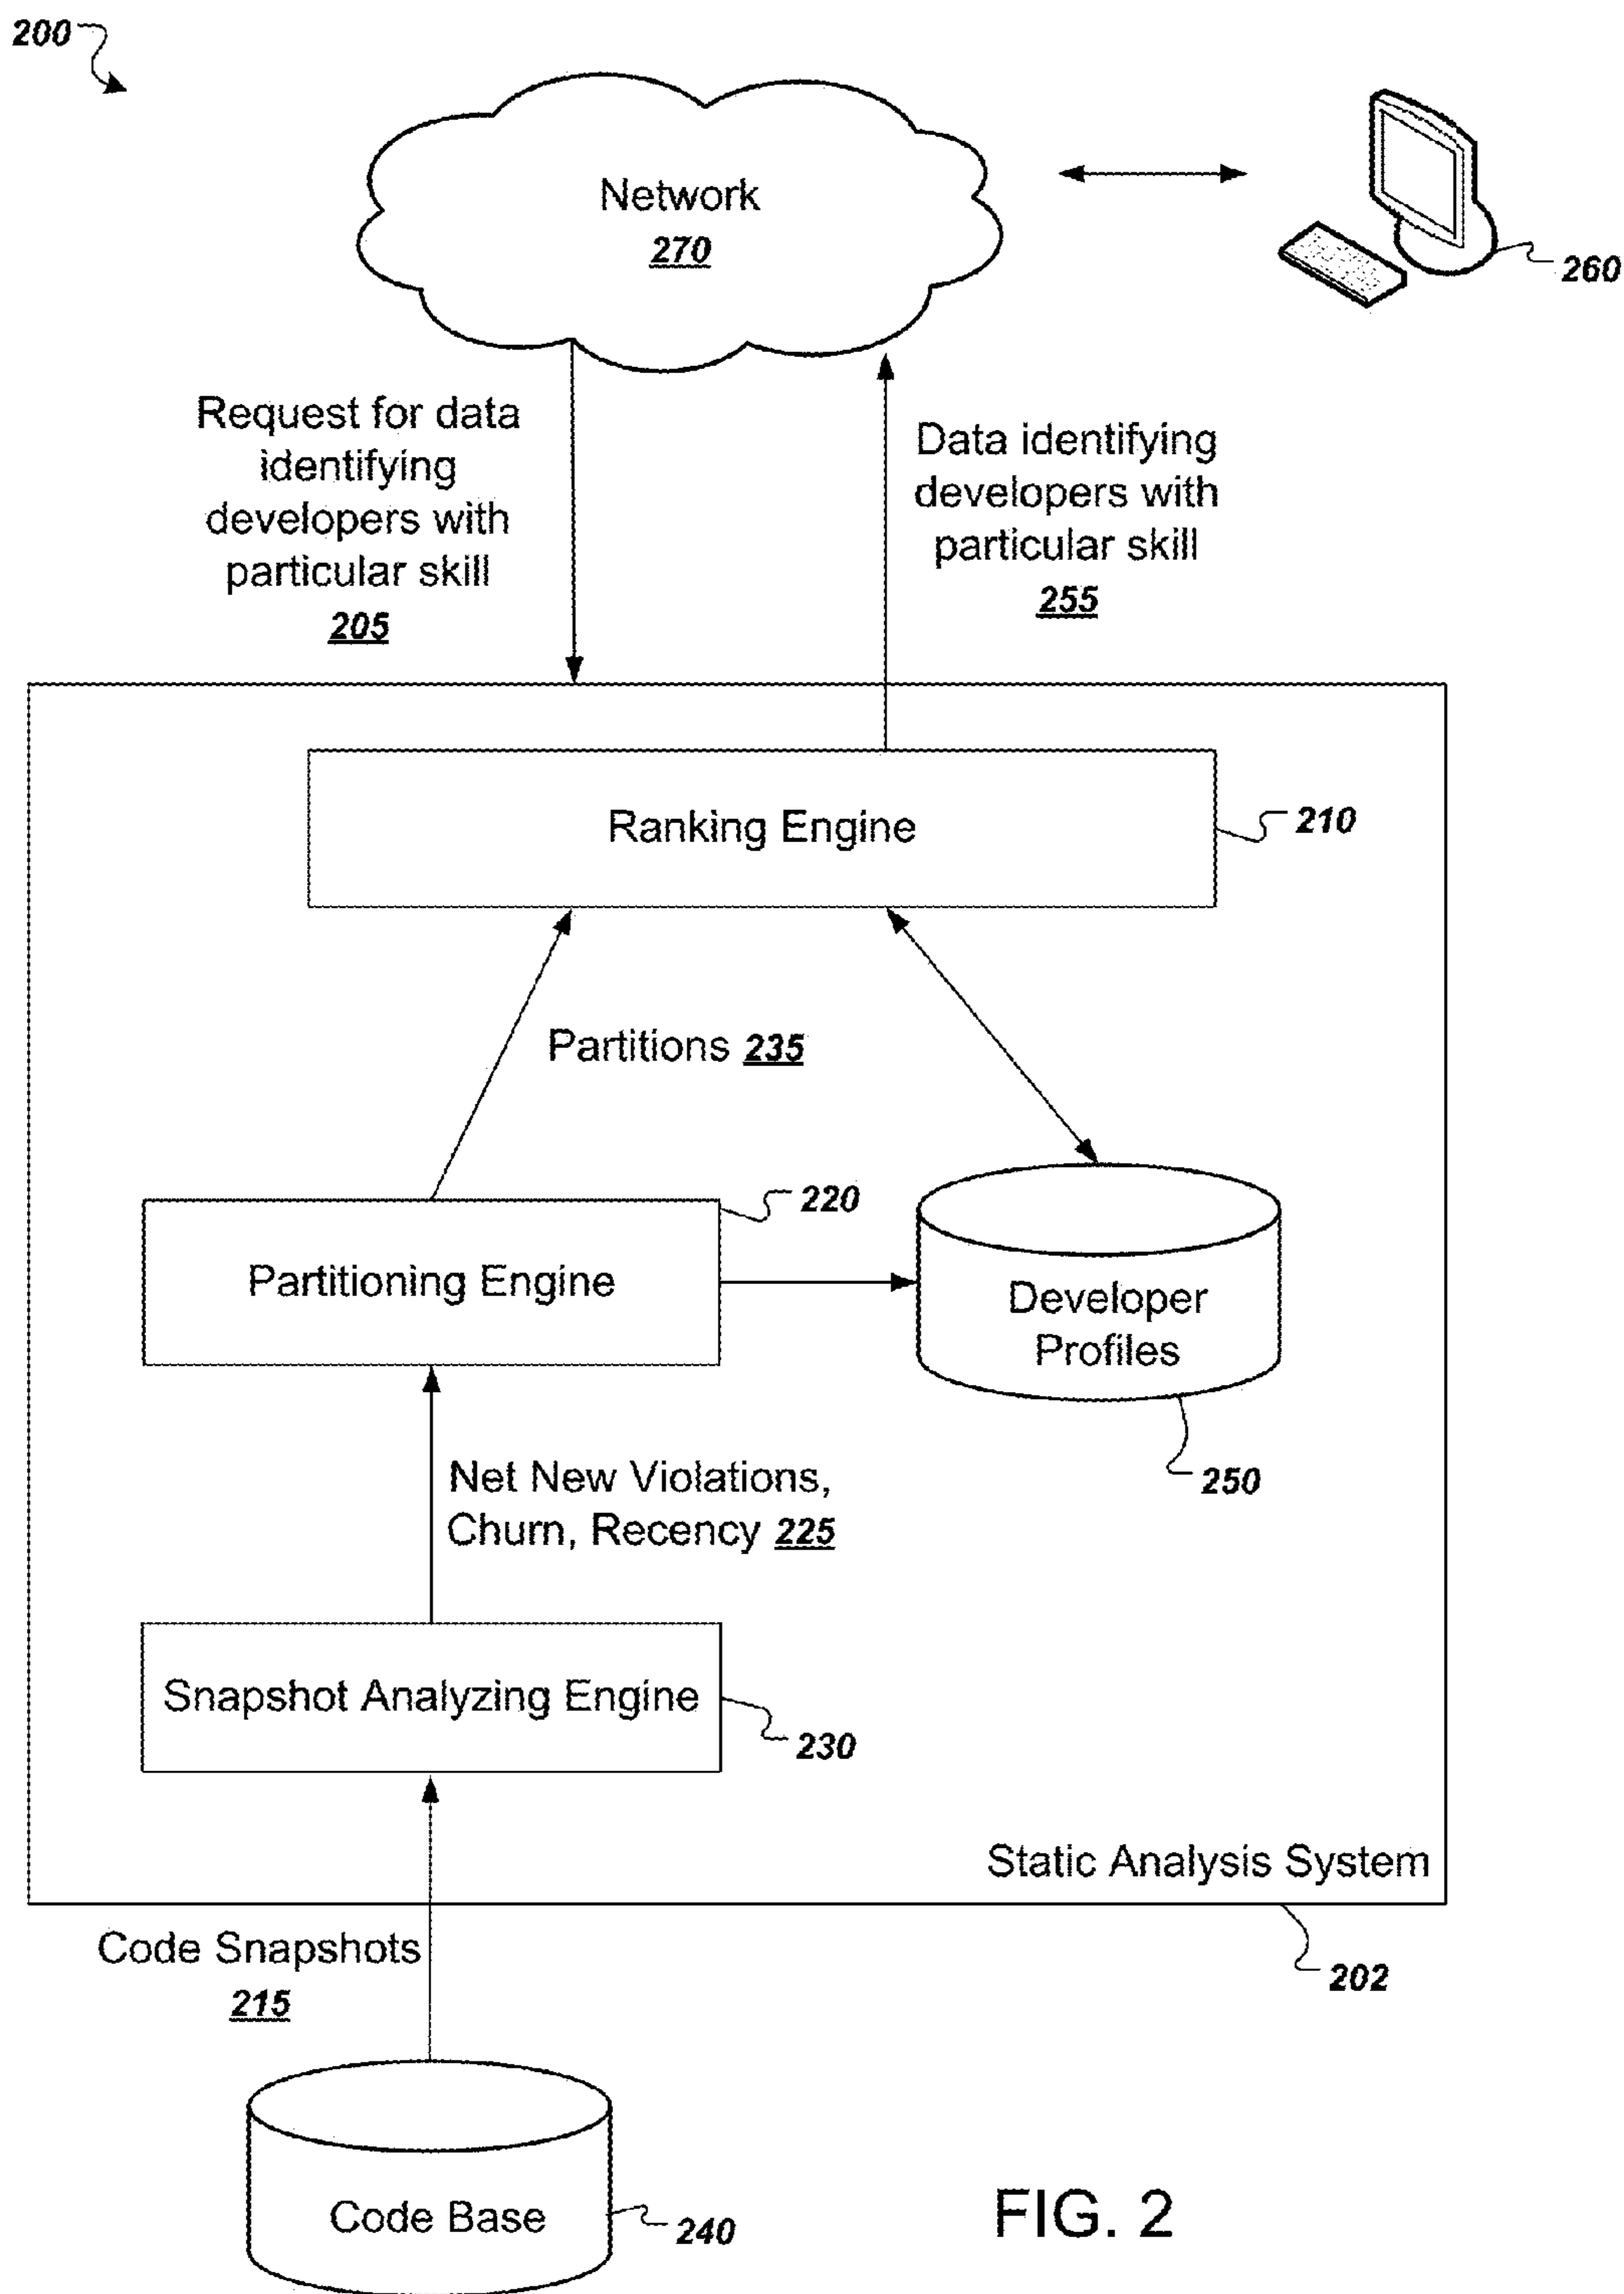 200
Network
270
260
Request for data
identifying
developers with
particular skill
205
Data identifying
developers with
particular skill
255
Ranking Engine
210
Partitions 235
220
Partitioning Engine
Developer
Profiles
250
Net New Violations,
Churn, Recency 225
Snapshot Analyzing Engine
230
Static Analysis System
202
Code Snapshots
215
Code Base
240
FIG. 2